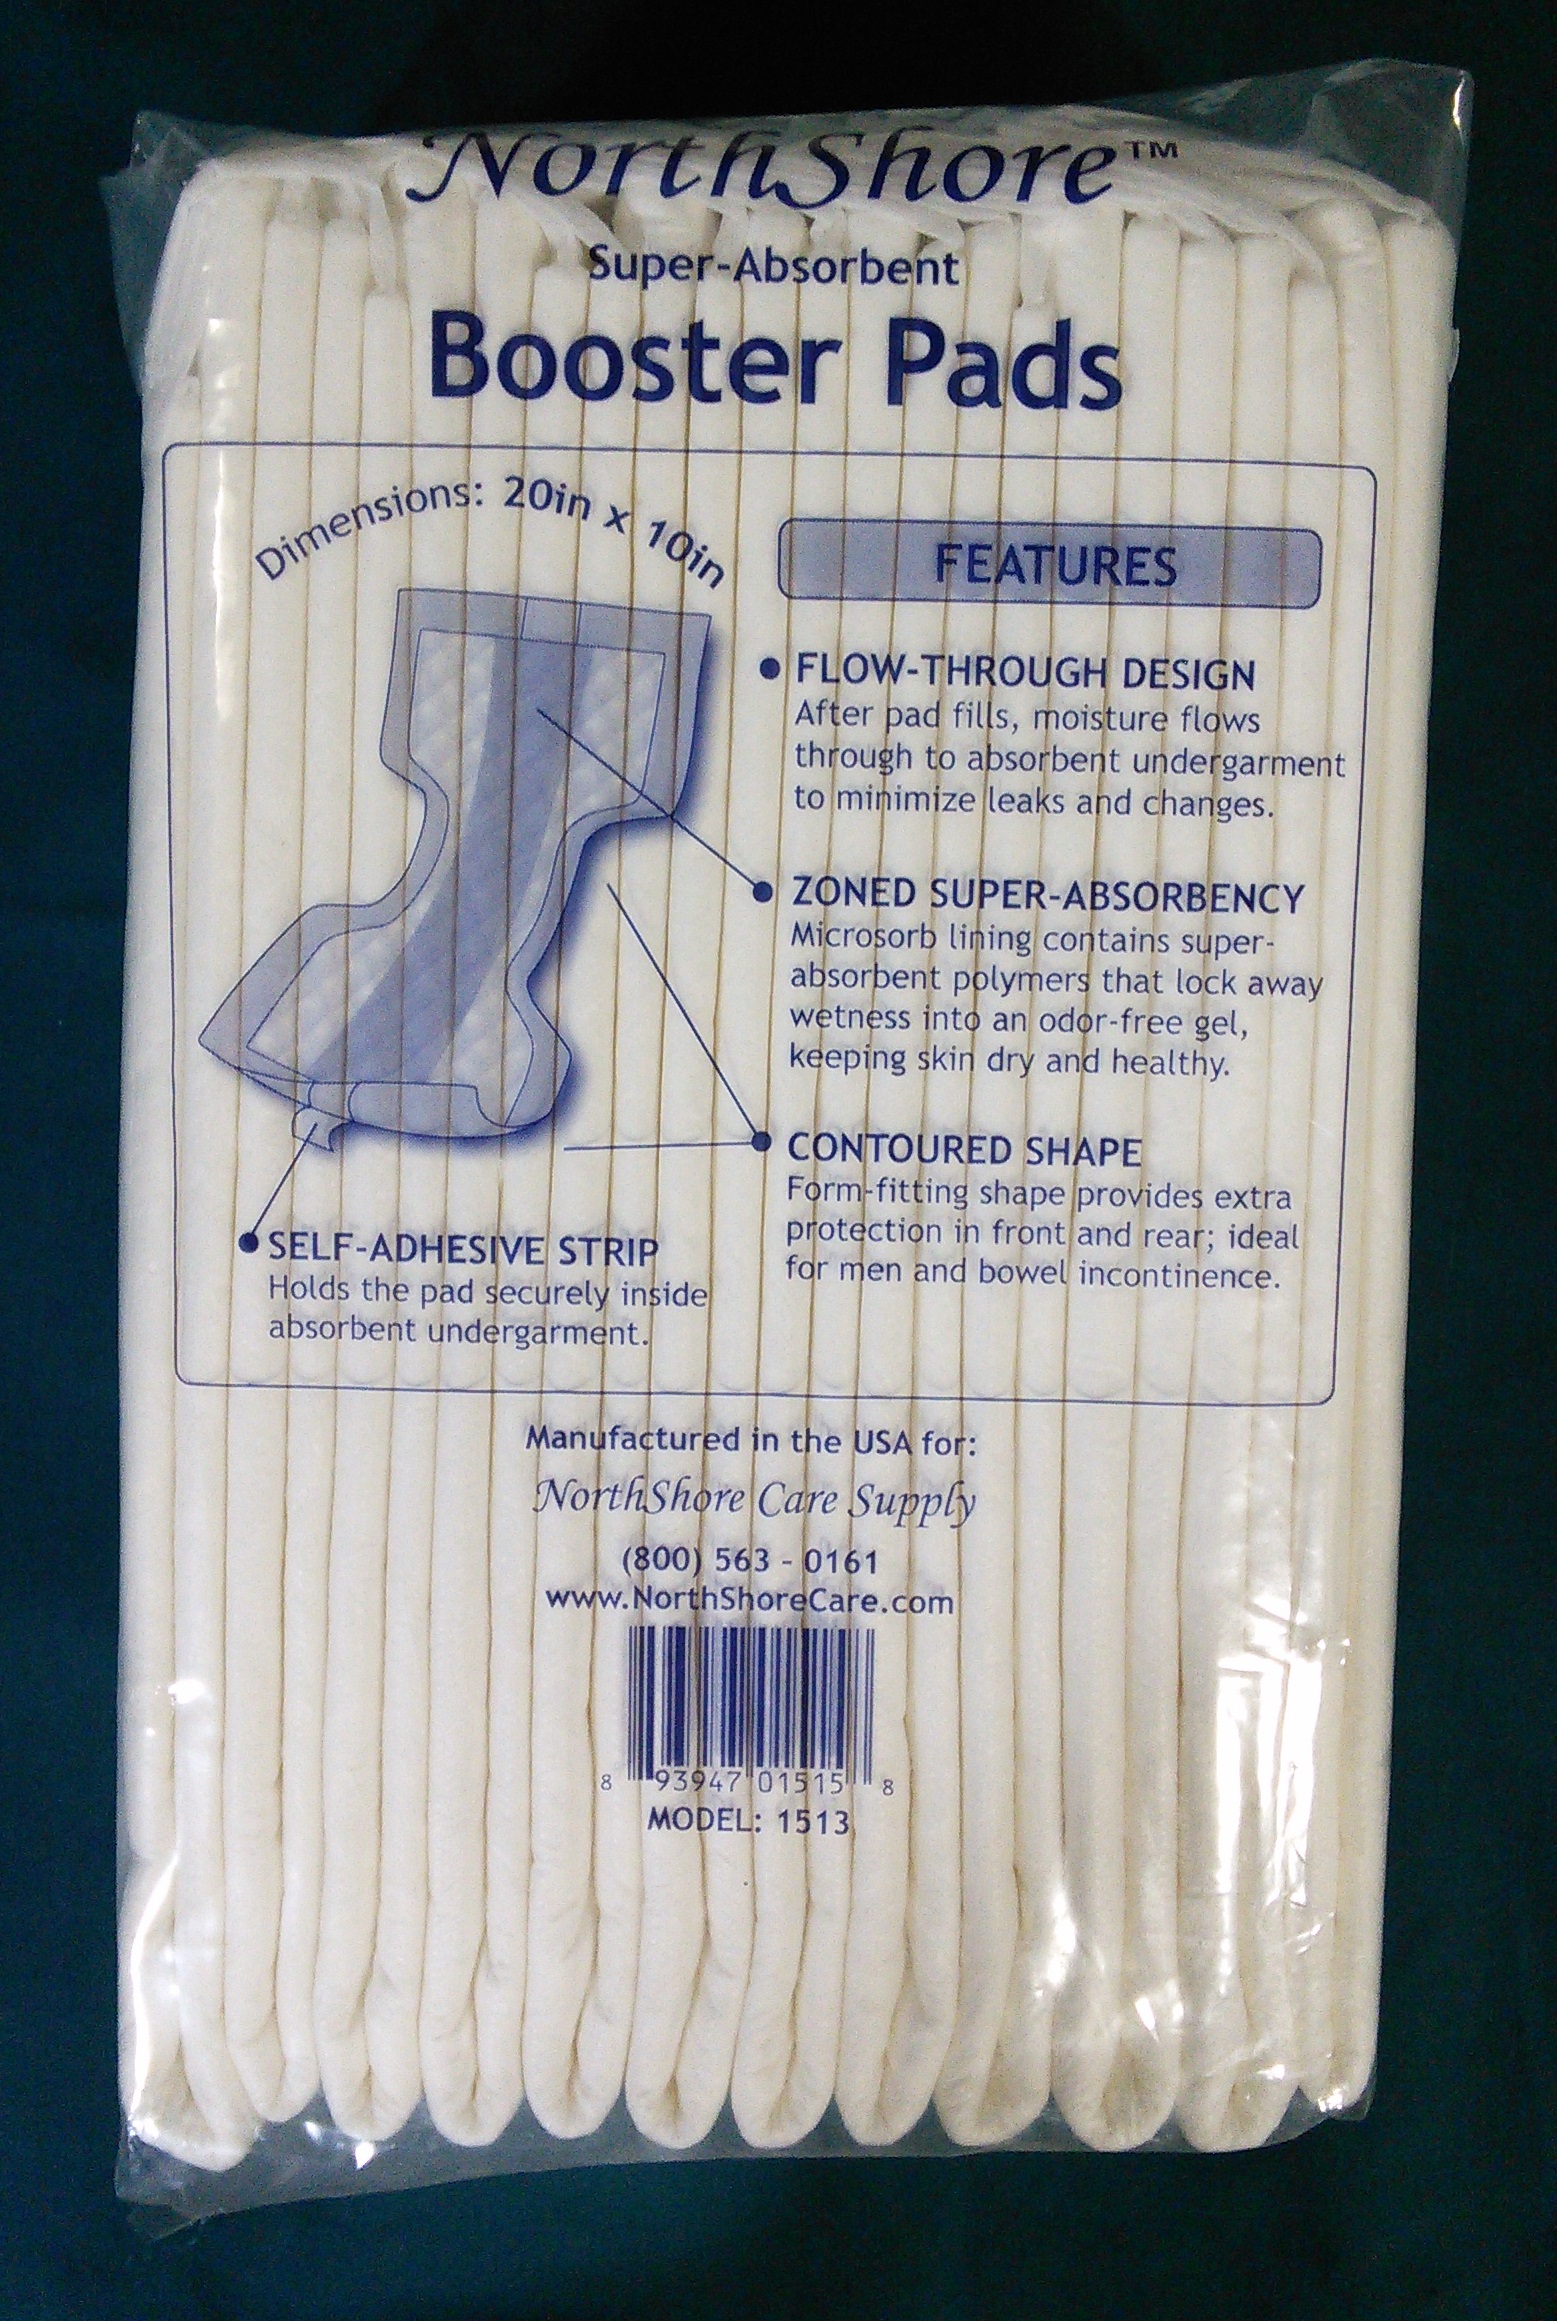 NorthShore™
Super-Absorbent
Booster Pads
Dimensions: 20in x 10in
FEATURES
• FLOW-THROUGH DESIGN
After pad fills, moisture flows
through to absorbent undergarment
to minimize leaks and changes.
• ZONED SUPER-ABSORBENCY
Microsorb lining contains super-
absorbent polymers that lock away
wetness into an odor-free gel,
keeping skin dry and healthy.
• CONTOURED SHAPE
Form-fitting shape provides extra
protection in front and rear; ideal
for men and bowel incontinence.
• SELF-ADHESIVE STRIP
Holds the pad securely inside
absorbent undergarment.
Manufactured in the USA for:
NorthShore Care Supply
(800) 563 - 0161
www.NorthShoreCare.com
8 93947 01515 8
MODEL: 1513